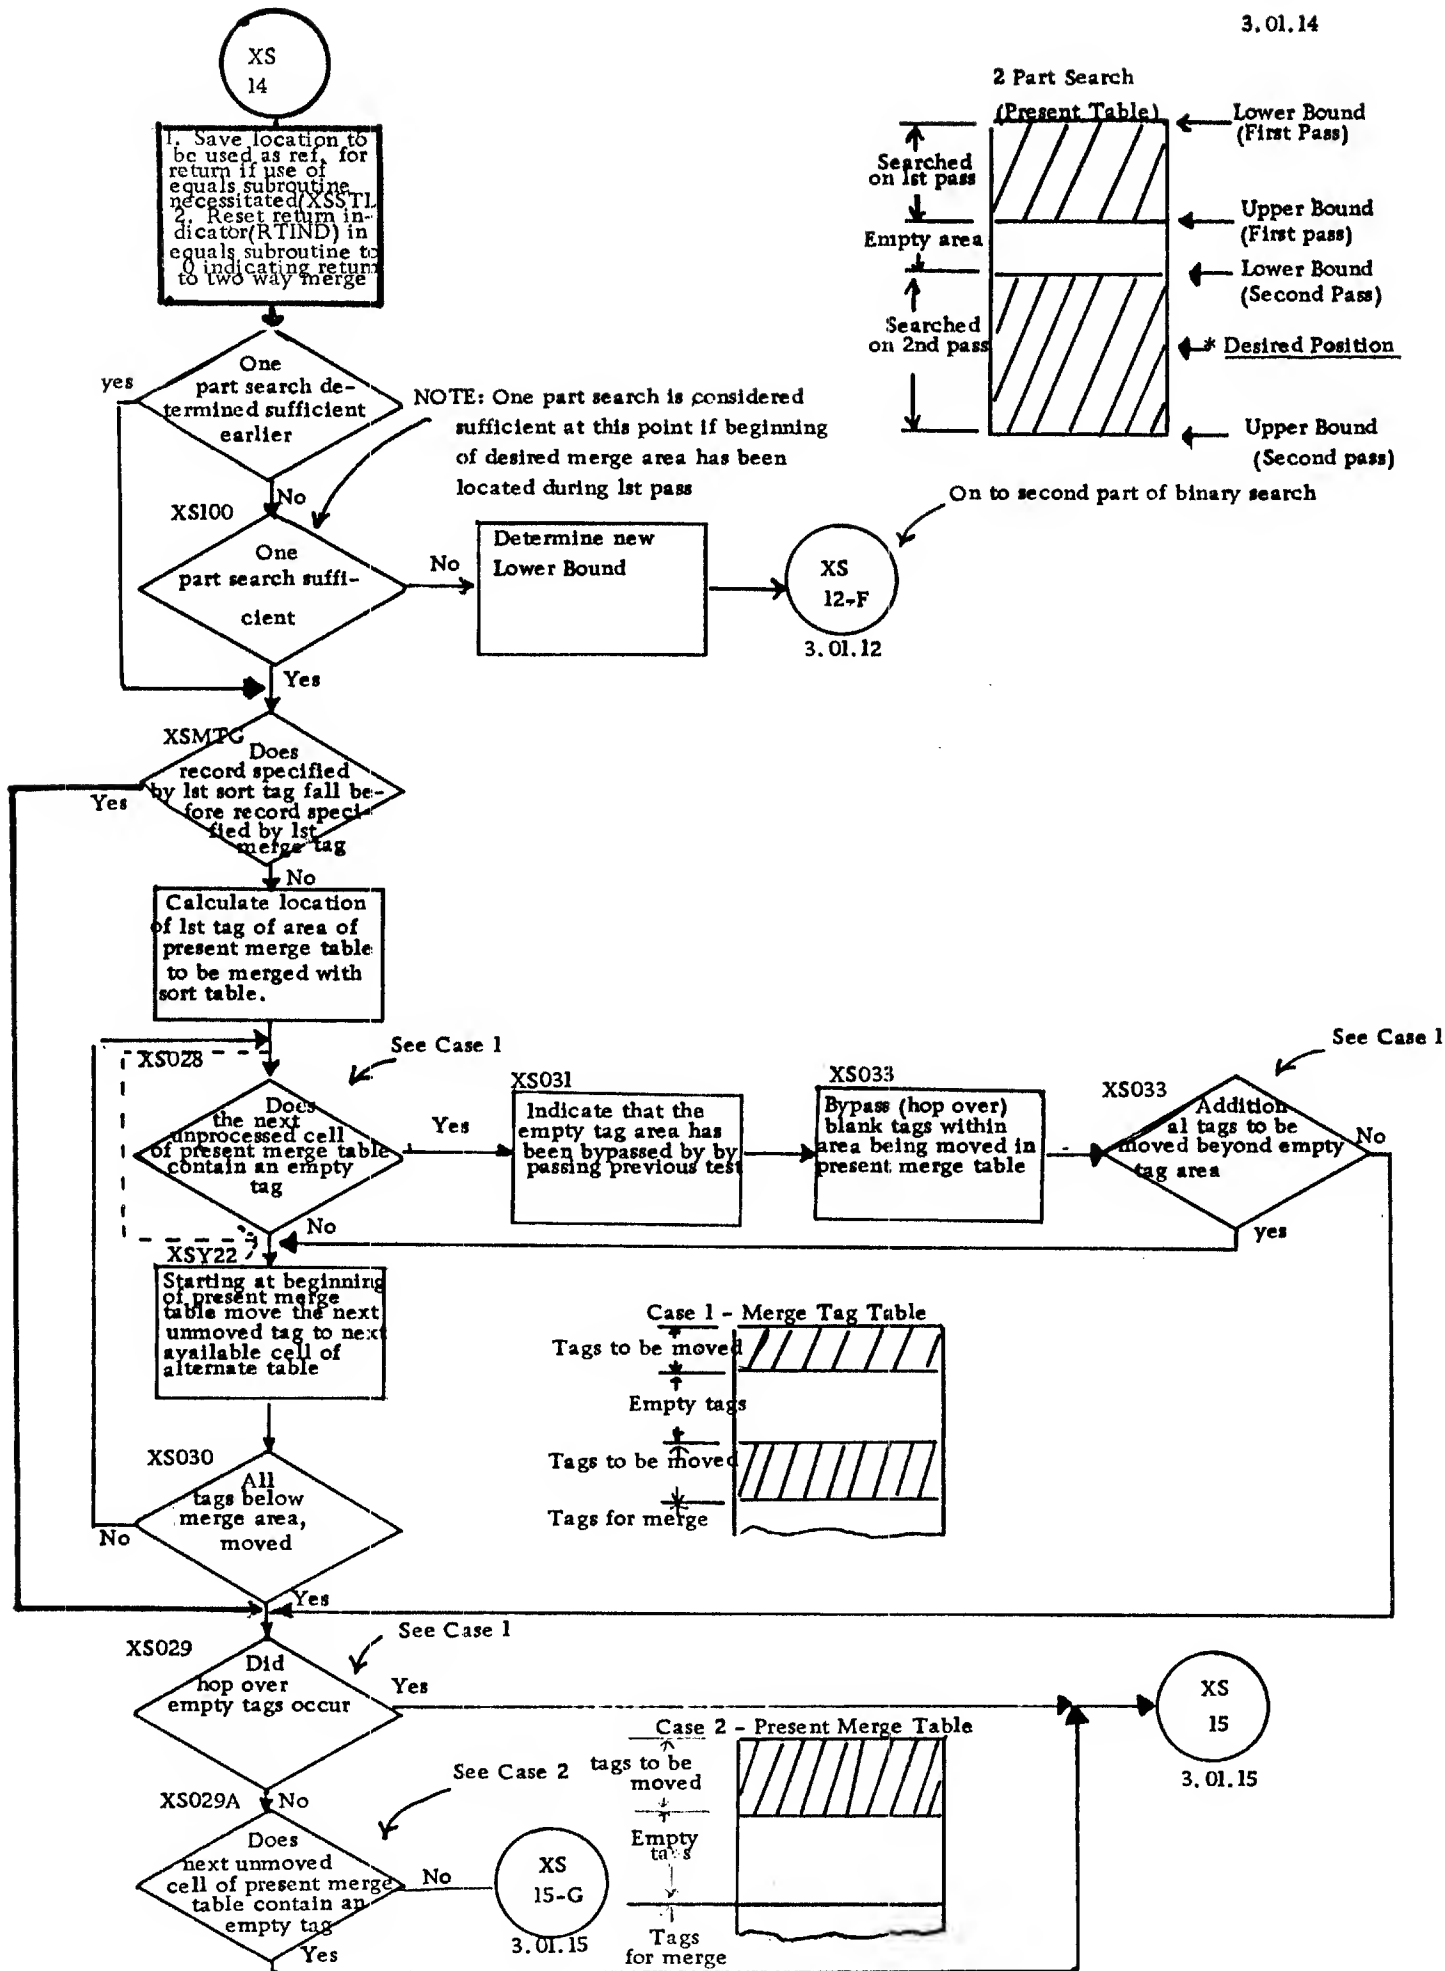 3.01.14
XS
14
1. Save location to
be used as ref. for
return if use of
equals subroutine
necessitated(XSSTL
2. Reset return in-
dicator(RTIND) in
equals subroutine to
0 indicating return
to two way merge
2 Part Search
(Present Table)
Lower Bound
(First Pass)
Searched
on 1st pass
Upper Bound
(First pass)
Empty area
Lower Bound
(Second Pass)
Searched
on 2nd pass
* Desired Position
Upper Bound
(Second pass)
One
part search de-
termined sufficient
earlier
yes
No
NOTE: One part search is considered
sufficient at this point if beginning
of desired merge area has been
located during 1st pass
On to second part of binary search
XS100
One
part search suffi-
cient
No
Determine new
Lower Bound
XS
12-F
3.01.12
Yes
XSMTG
Does
record specified
by 1st sort tag fall be-
fore record speci-
fied by 1st
merge tag
Yes
No
Calculate location
of 1st tag of area of
present merge table
to be merged with
sort table.
XS028
See Case 1
Does
the next
unprocessed cell
of present merge table
contain an empty
tag
Yes
XS031
Indicate that the
empty tag area has
been bypassed by by
passing previous test
XS033
Bypass (hop over)
blank tags within
area being moved in
present merge table
XS033
See Case 1
Addition
al tags to be
moved beyond empty
tag area
No
yes
No
XSY22
Starting at beginning
of present merge
table move the next
unmoved tag to next
available cell of
alternate table
Case 1 - Merge Tag Table
Tags to be moved
Empty tags
Tags to be moved
Tags for merge
XS030
All
tags below
merge area,
moved
No
Yes
XS029
See Case 1
Did
hop over
empty tags occur
Yes
XS
15
3.01.15
No
XS029A
See Case 2
Does
next unmoved
cell of present merge
table contain an
empty tag
No
XS
15-G
3.01.15
Yes
Case 2 - Present Merge Table
tags to be
moved
Empty
tags
Tags
for merge